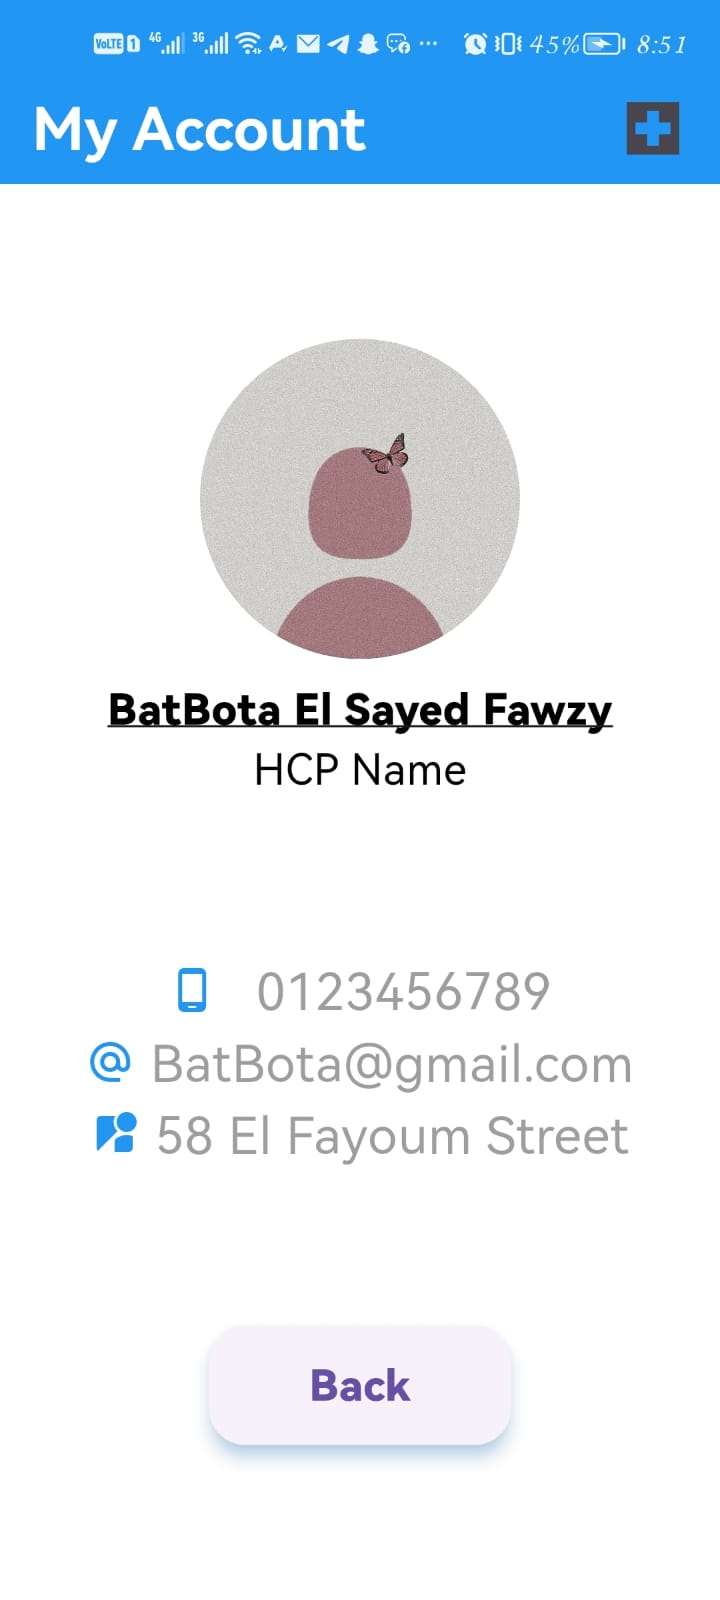 VoLTE 1 4G 3G 45% 8:51
My Account
BatBota El Sayed Fawzy
HCP Name
0123456789
BatBota@gmail.com
58 El Fayoum Street
Back